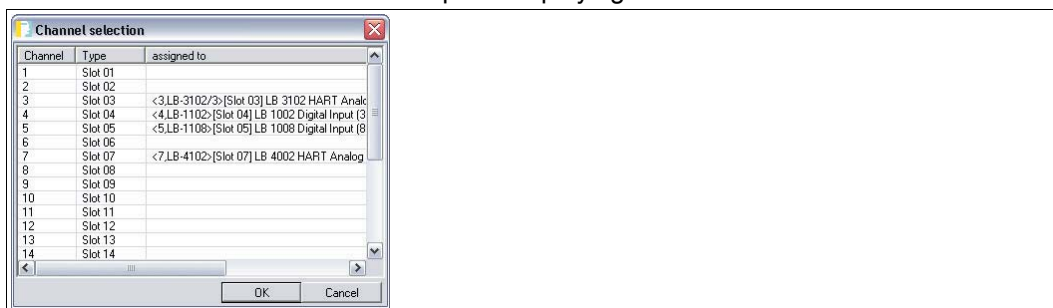 Channel selection
Channel Type assigned to
1 Slot 01
2 Slot 02
3 Slot 03 <3,LB-3102/3>[Slot 03] LB 3102 HART Analo
4 Slot 04 <4,LB-1102>[Slot 04] LB 1002 Digital Input (3
5 Slot 05 <5,LB-1108>[Slot 05] LB 1008 Digital Input (8
6 Slot 06
7 Slot 07 <7,LB-4102>[Slot 07] LB 4002 HART Analog
8 Slot 08
9 Slot 09
10 Slot 10
11 Slot 11
12 Slot 12
13 Slot 13
14 Slot 14
OK Cancel